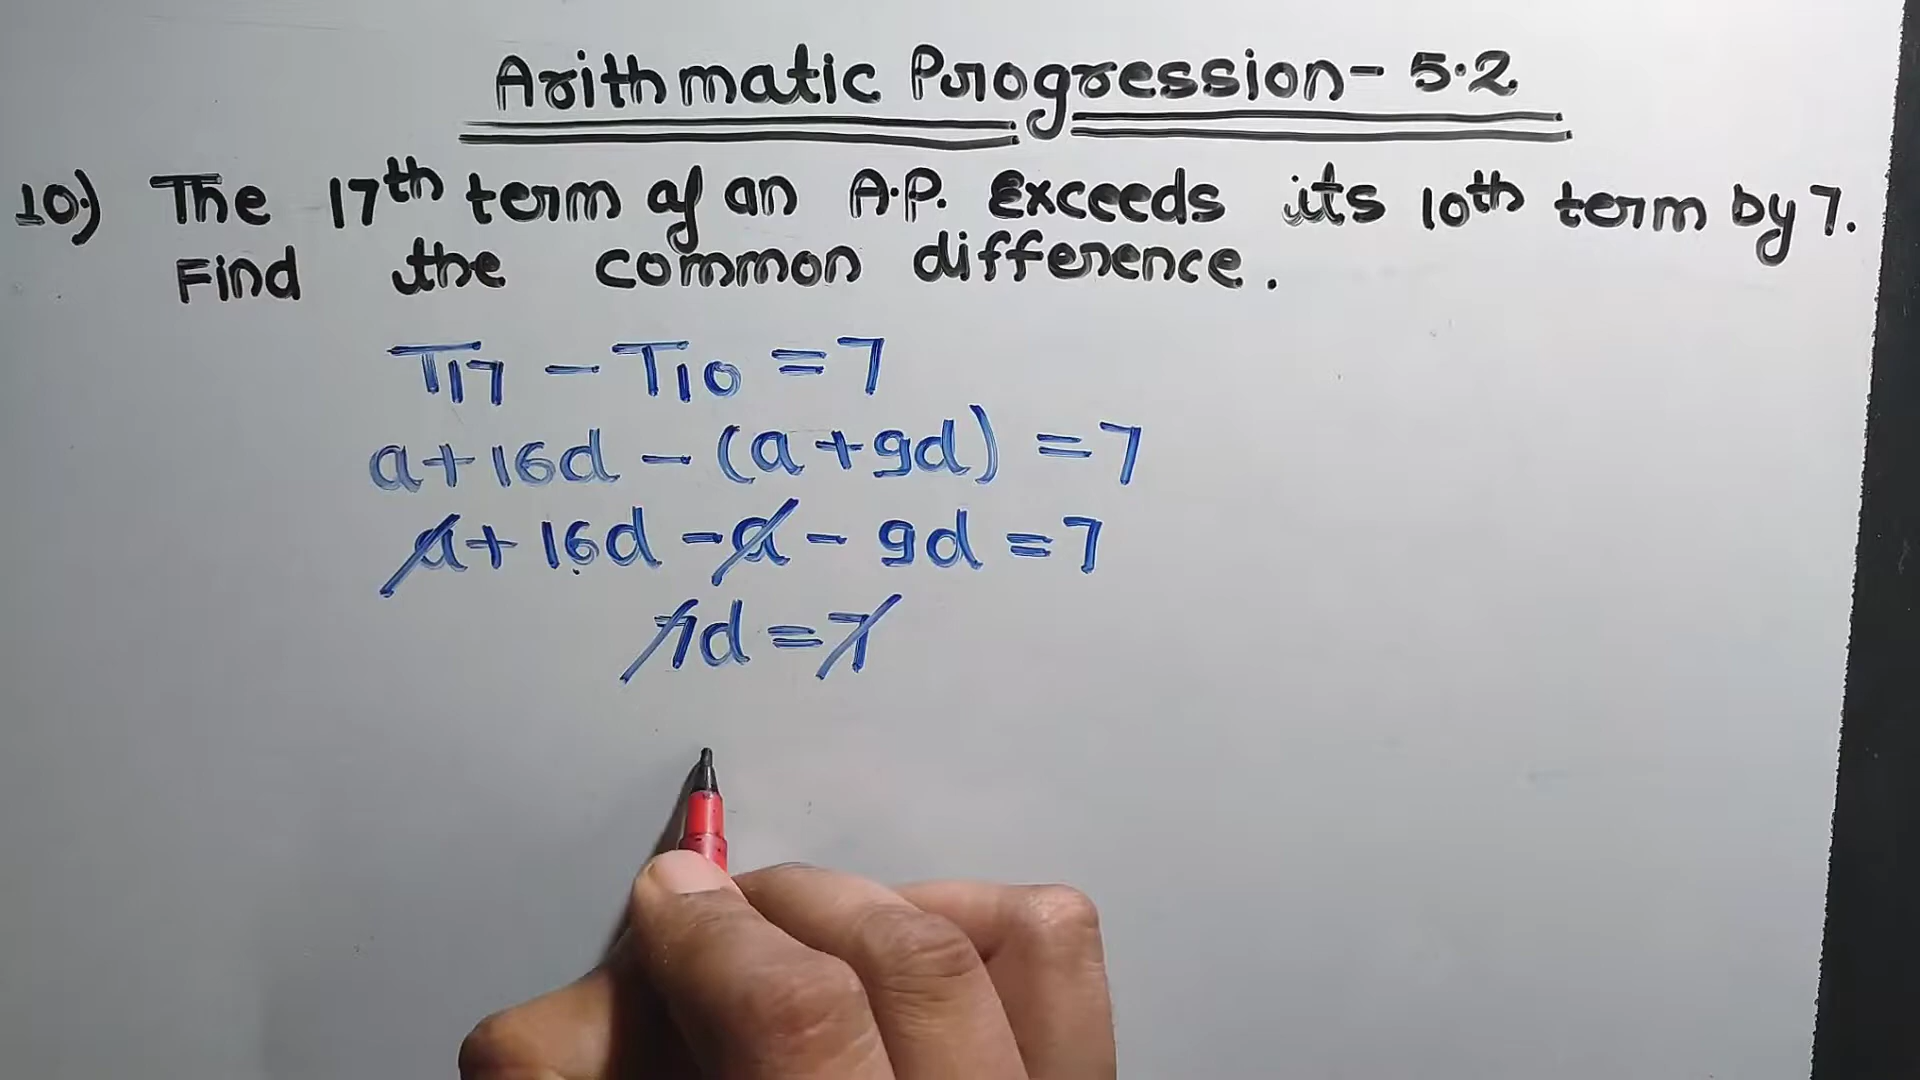 Arithmatic Progression - 5.2
10.) The 17th term of an A.P. Exceeds its 10th term by 7.
Find the common difference.
T17 - T10 = 7
a + 16d - (a + 9d) = 7
a + 16d - a - 9d = 7
7d = 7